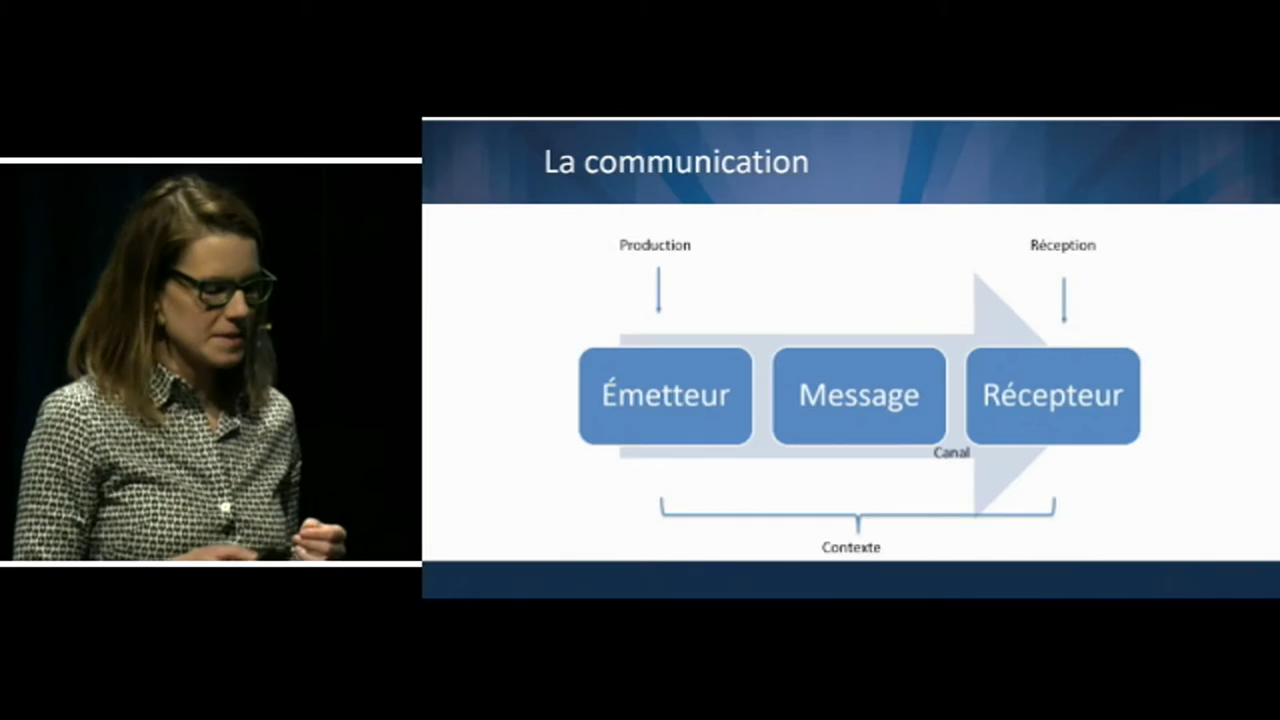 La communication
Production
Réception
Émetteur
Message
Récepteur
Canal
Contexte